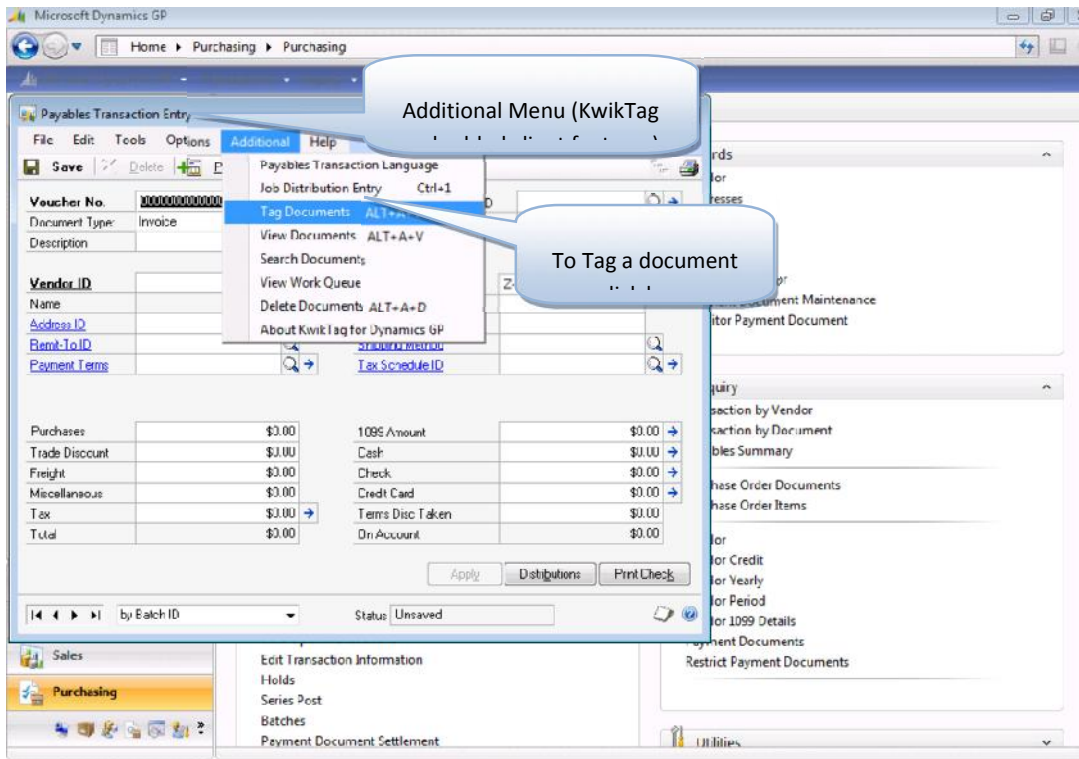 Microsoft Dynamics GP
Home Purchasing Purchasing
Additional Menu (KwikTag
Payables Transaction Entry
File Edit Tools Options Additional Help
Save Delete P
Payables Transaction Language
Job Distribution Entry Ctrl+1
Tag Documents ALT+A
View Documents ALT+A+V
Search Documents
View Work Queue
Delete Documents ALT+A+D
About KwikTag for Dynamics GP
To Tag a document
Voucher No.
Document Type: Invoice
Description
Vendor ID Z-
Name
Address ID
Remit-To ID Shipping Method
Payment Terms Tax Schedule ID
Purchases $0.00 1099 Amount $0.00
Trade Discount $0.00 Cash $0.00
Freight $0.00 Check $0.00
Miscellaneous $0.00 Credit Card $0.00
Tax $0.00 Terms Disc Taken $0.00
Total $0.00 On Account $0.00
Apply Distributions Print Check
by Batch ID Status Unsaved
rds
resses
ment Maintenance
itor Payment Document
quiry
saction by Vendor
saction by Document
bles Summary
hase Order Documents
hase Order Items
lor
lor Credit
lor Yearly
lor Period
lor 1099 Details
Payment Documents
Restrict Payment Documents
Utilities
Sales
Purchasing
Edit Transaction Information
Holds
Series Post
Batches
Payment Document Settlement